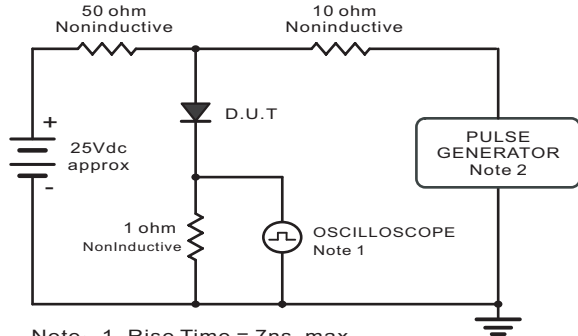 50 ohm
Noninductive
10 ohm
Noninductive
D.U.T
+
25Vdc
approx
-
PULSE
GENERATOR
Note 2
1 ohm
NonInductive
OSCILLOSCOPE
Note 1
Note 1. Rise Time = 7ns max